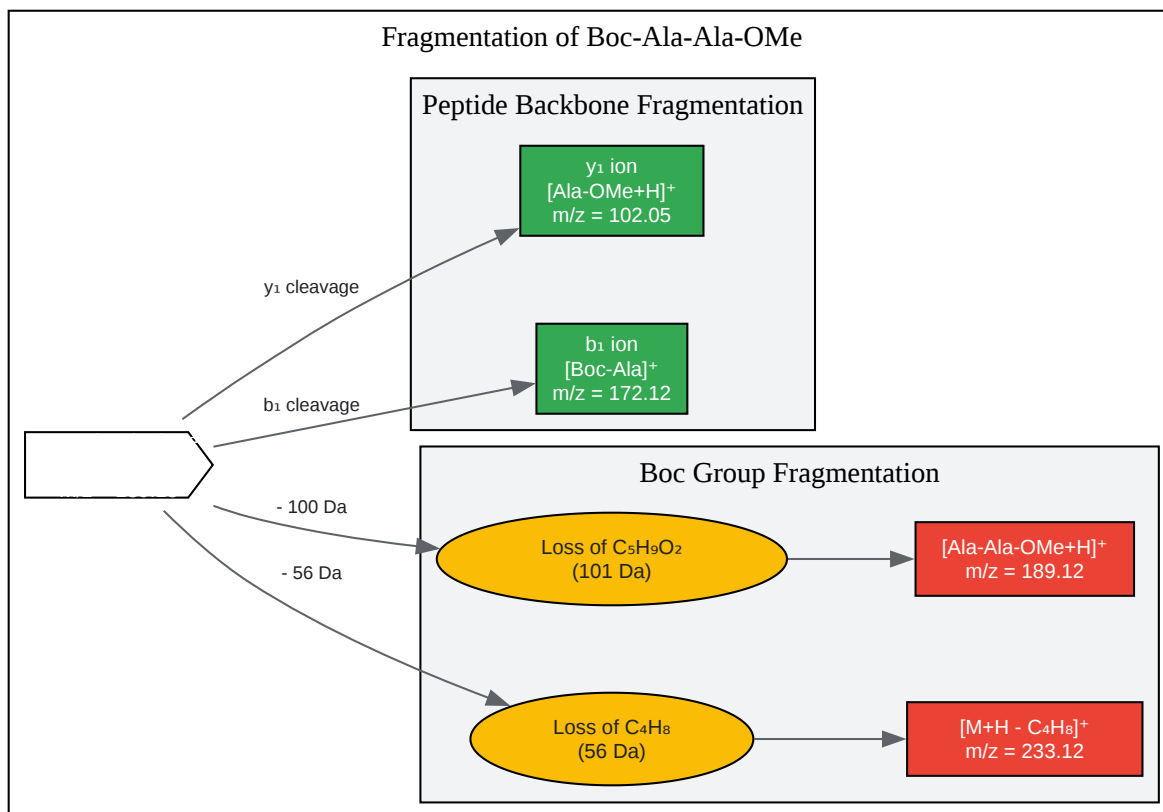 Fragmentation of Boc-Ala-Ala-OMe
Peptide Backbone Fragmentation
y₁ ion
[Ala-OMe+H]⁺
m/z = 102.05
y₁ cleavage
b₁ ion
[Boc-Ala]⁺
m/z = 172.12
b₁ cleavage
Boc Group Fragmentation
- 100 Da
Loss of C₅H₉O₂
(101 Da)
[Ala-Ala-OMe+H]⁺
m/z = 189.12
- 56 Da
Loss of C₄H₈
(56 Da)
[M+H - C₄H₈]⁺
m/z = 233.12